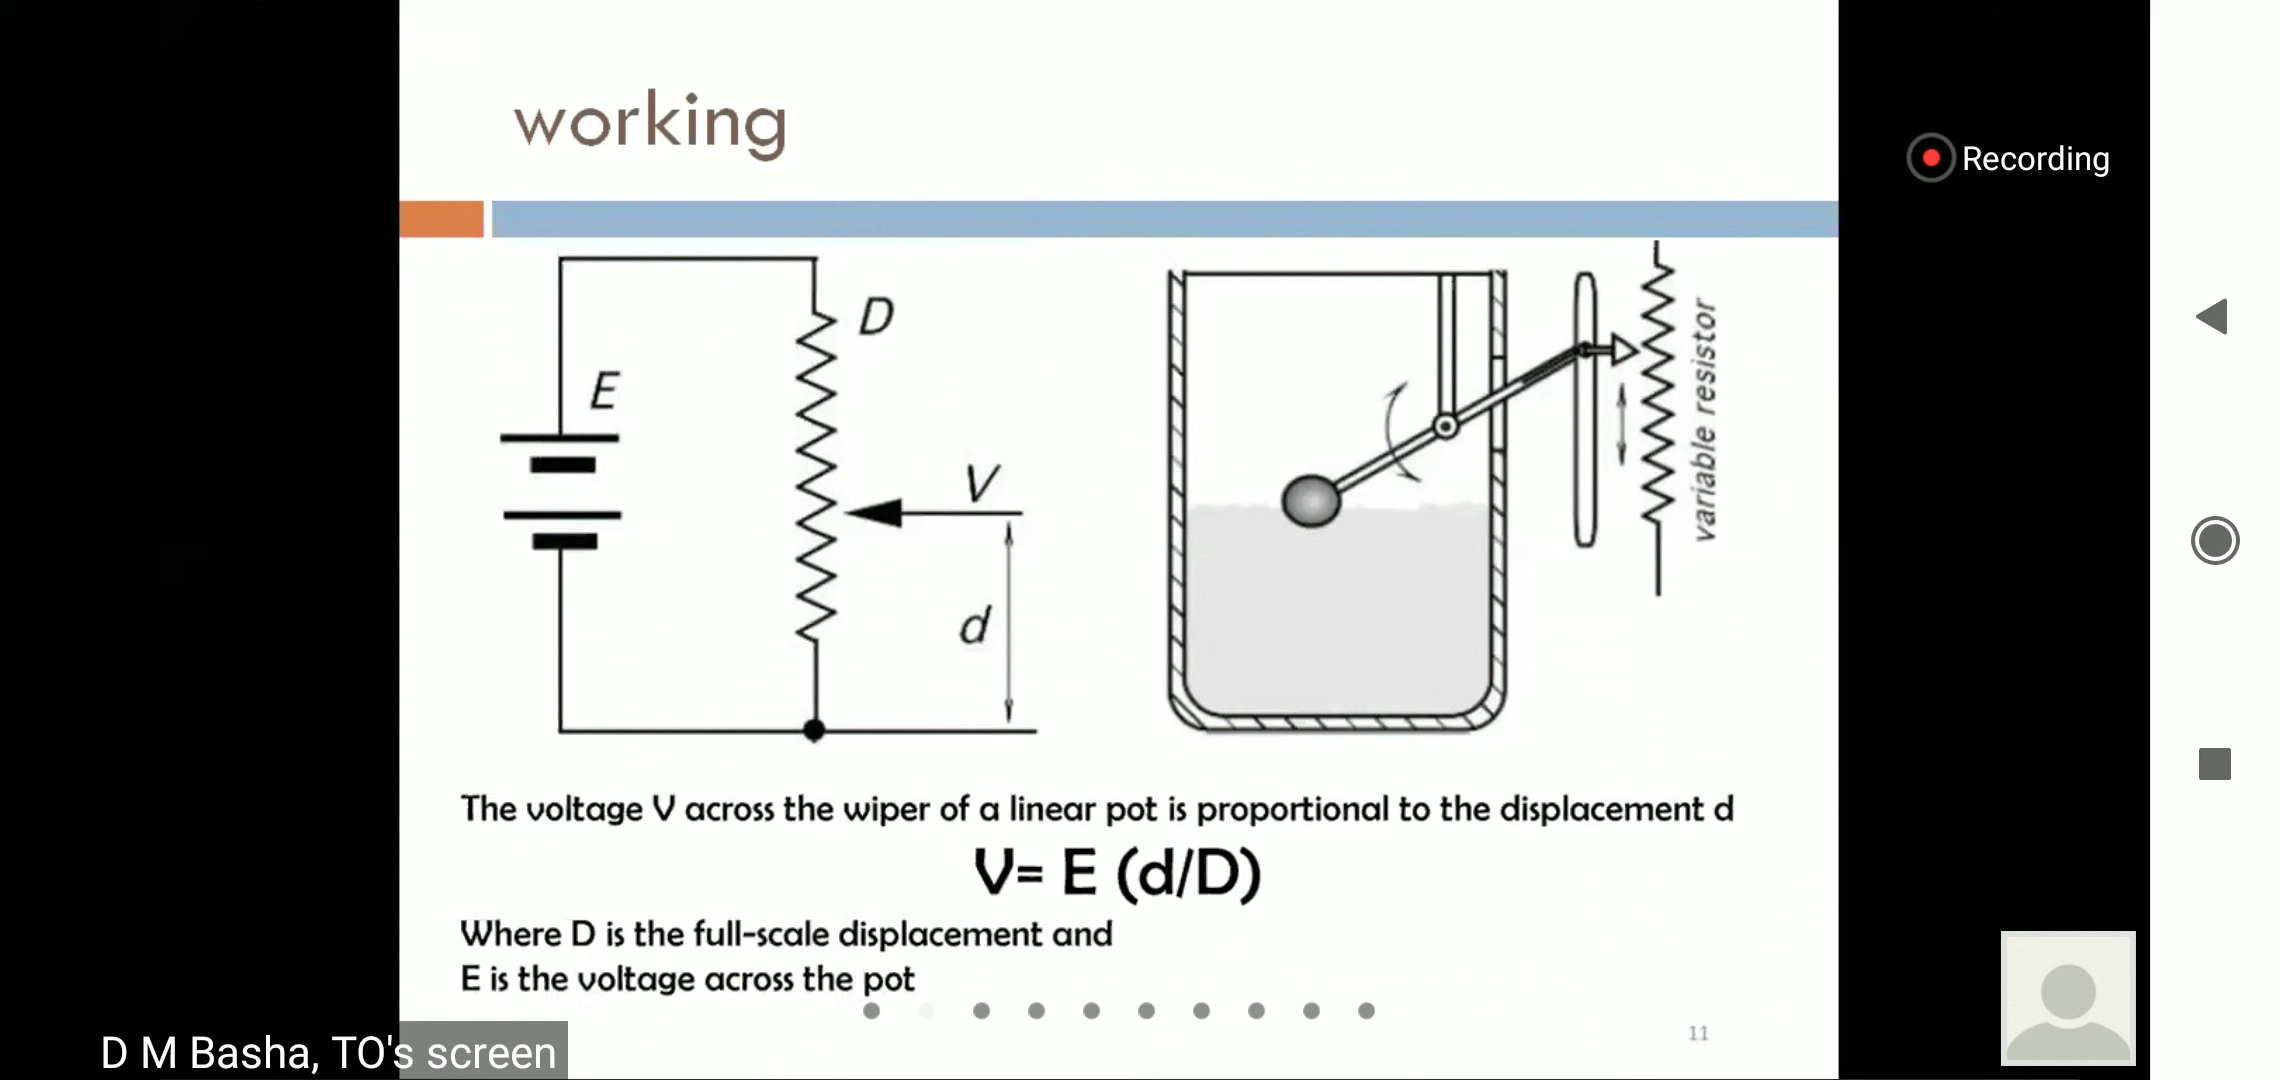 working
Recording
D
E
V
d
variable resistor
The voltage V across the wiper of a linear pot is proportional to the displacement d
V= E (d/D)
Where D is the full-scale displacement and
E is the voltage across the pot
11
D M Basha, TO's screen